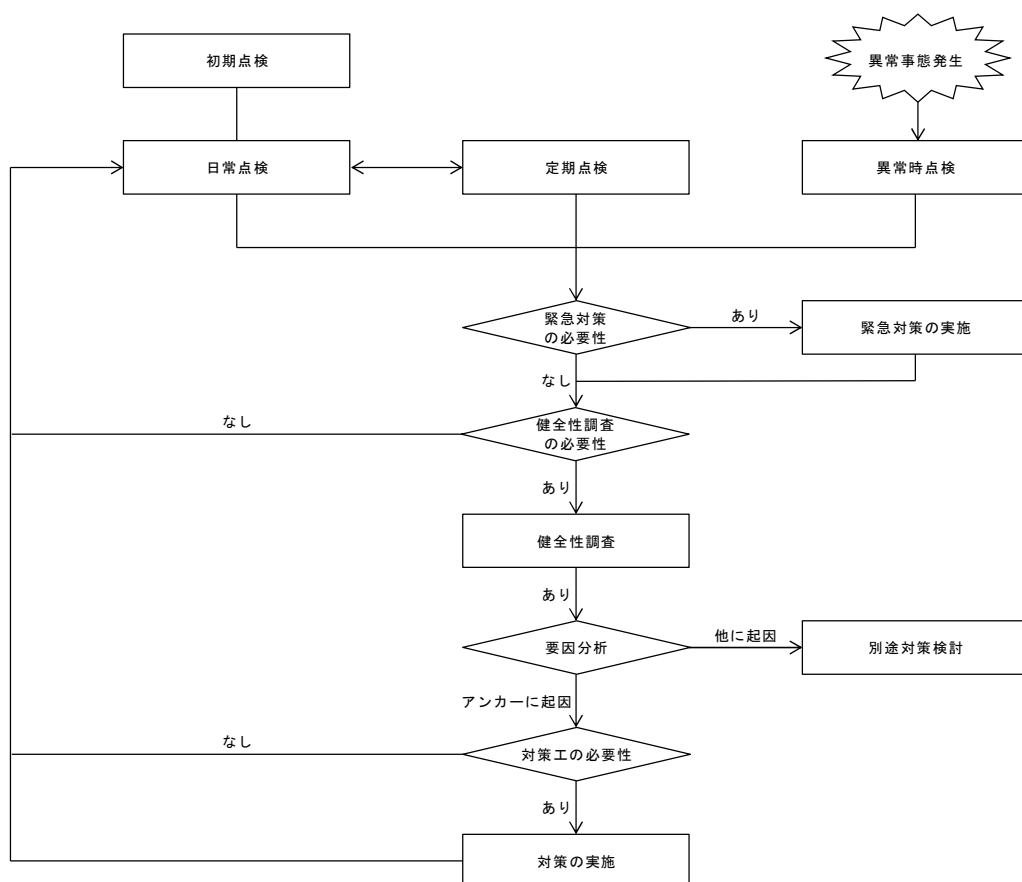 初期点検
異常事態発生
日常点検
定期点検
異常時点検
緊急対策
の必要性
あり
緊急対策の実施
なし
なし
健全性調査
の必要性
あり
健全性調査
あり
要因分析
他に起因
別途対策検討
アンカーに起因
なし
対策工の必要性
あり
対策の実施